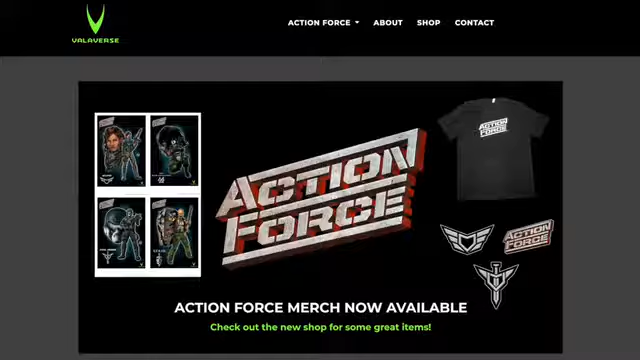 VALAVERSE
ACTION FORCE
ABOUT
SHOP
CONTACT
ACTION
FORCE
ACTION
FORCE
ACTION
FORCE
ACTION FORCE MERCH NOW AVAILABLE
Check out the new shop for some great items!